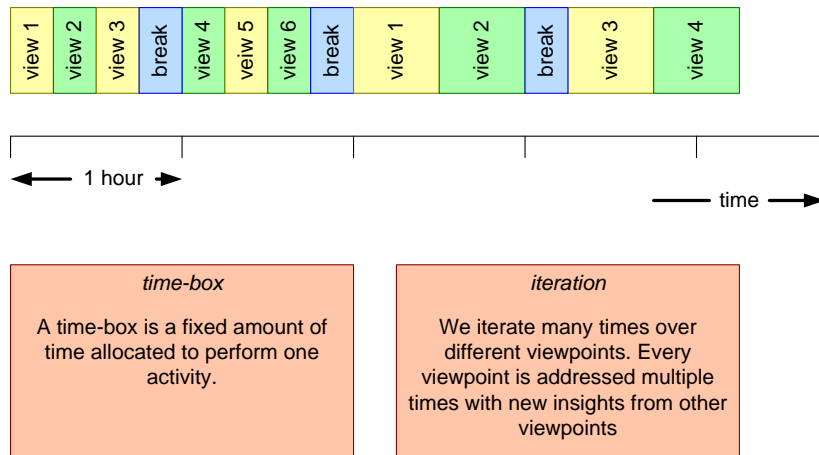 view 1
view 2
view 3
break
view 4
veiw 5
view 6
break
view 1
view 2
break
view 3
view 4
1 hour
time
time-box
A time-box is a fixed amount of
time allocated to perform one
activity.
iteration
We iterate many times over
different viewpoints. Every
viewpoint is addressed multiple
times with new insights from other
viewpoints